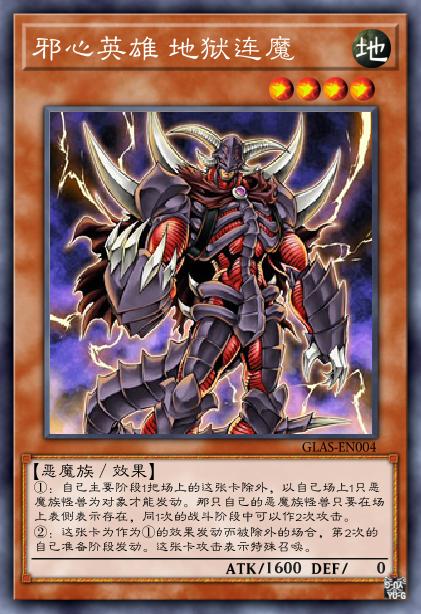 邪心英雄 地狱连魔
地
GLAS-EN004
【恶魔族／效果】
①：自己主要阶段1把场上的这张卡除外，以自己场上1只恶
魔族怪兽为对象才能发动。那只自己的恶魔族怪兽只要在场
上表侧表示存在，同1次的战斗阶段中可以作2次攻击。
②：这张卡为作为①的效果发动而被除外的场合，第2次的
自己准备阶段发动。这张卡攻击表示特殊召唤。
ATK/1600 DEF/ 0